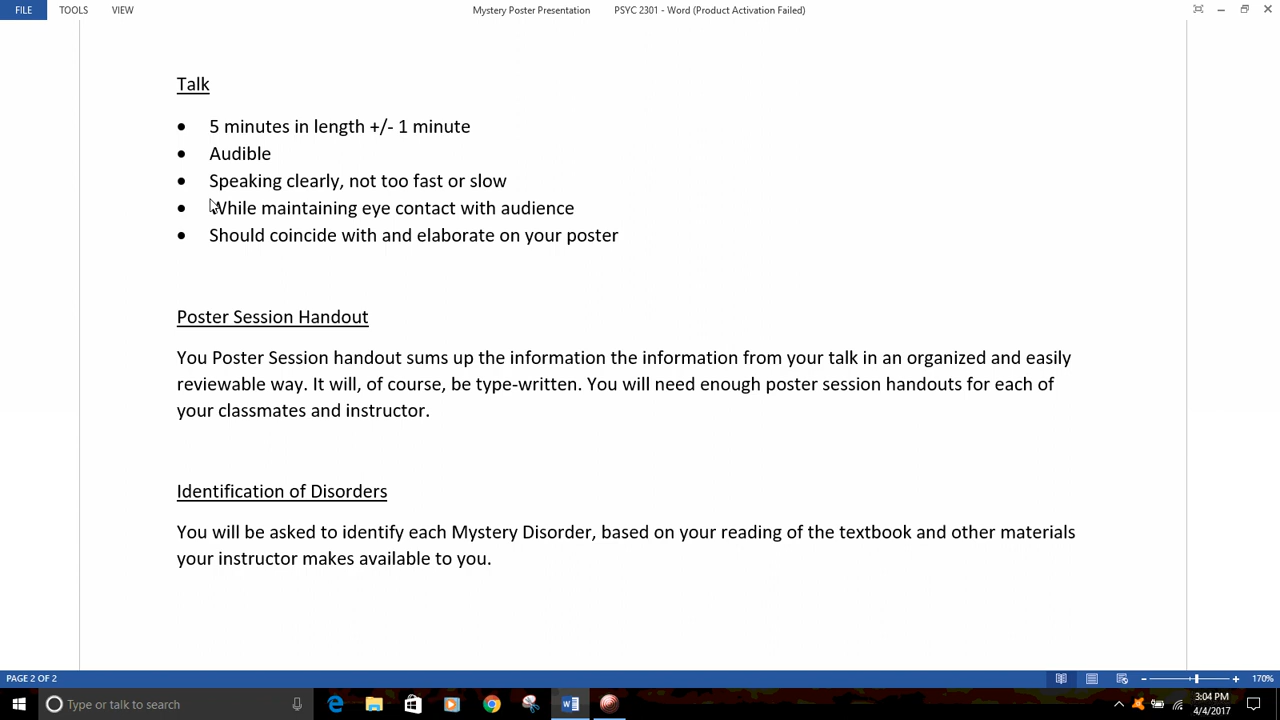 FILE TOOLS VIEW Mystery Poster Presentation PSYC 2301 - Word (Product Activation Failed)
Talk
• 5 minutes in length +/- 1 minute
• Audible
• Speaking clearly, not too fast or slow
• While maintaining eye contact with audience
• Should coincide with and elaborate on your poster
Poster Session Handout
You Poster Session handout sums up the information the information from your talk in an organized and easily
reviewable way. It will, of course, be type-written. You will need enough poster session handouts for each of
your classmates and instructor.
Identification of Disorders
You will be asked to identify each Mystery Disorder, based on your reading of the textbook and other materials
your instructor makes available to you.
PAGE 2 OF 2 170%
Type or talk to search 3:04 PM
4/4/2017